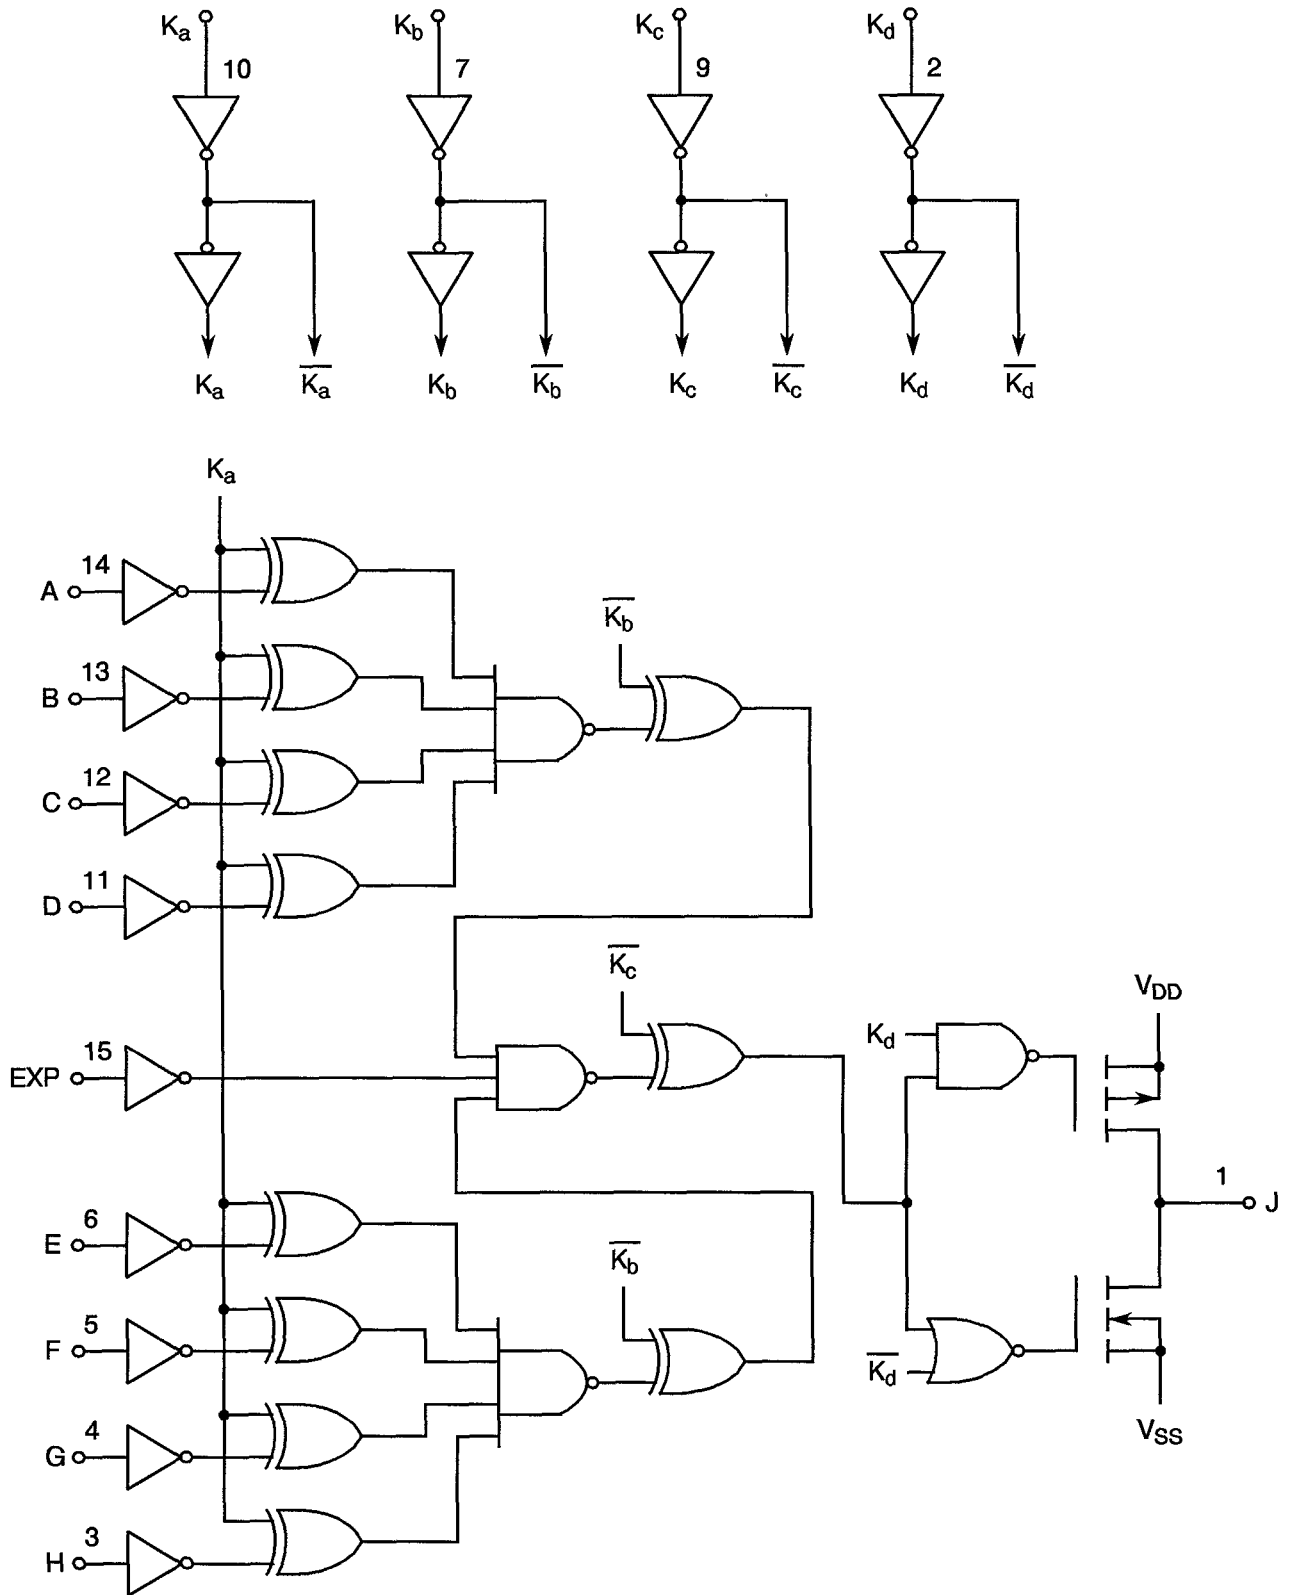 Ka Kb Kc Kd
10 7 9 2
Ka K̅a̅ Kb K̅b̅ Kc K̅c̅ Kd K̅d̅
Ka
14
A
K̅b̅
13
B
12
C
11
D
K̅c̅
VDD
Kd
15
EXP
1
J
6
E
K̅b̅
5
F
K̅d̅
4
G
VSS
3
H